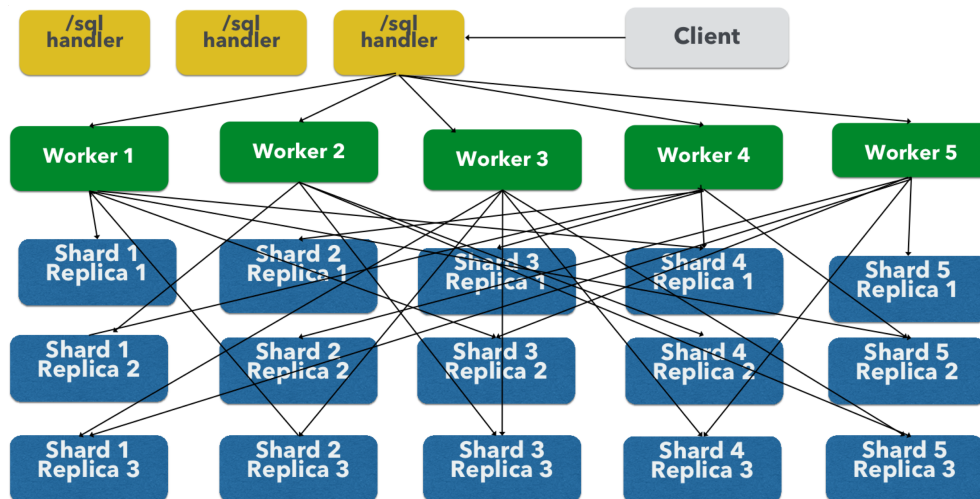 /sql
handler
/sql
handler
/sql
handler
Client
Worker 1
Worker 2
Worker 3
Worker 4
Worker 5
Shard 1
Replica 1
Shard 2
Replica 1
Shard 3
Replica 1
Shard 4
Replica 1
Shard 5
Replica 1
Shard 1
Replica 2
Shard 2
Replica 2
Shard 3
Replica 2
Shard 4
Replica 2
Shard 5
Replica 2
Shard 1
Replica 3
Shard 2
Replica 3
Shard 3
Replica 3
Shard 4
Replica 3
Shard 5
Replica 3